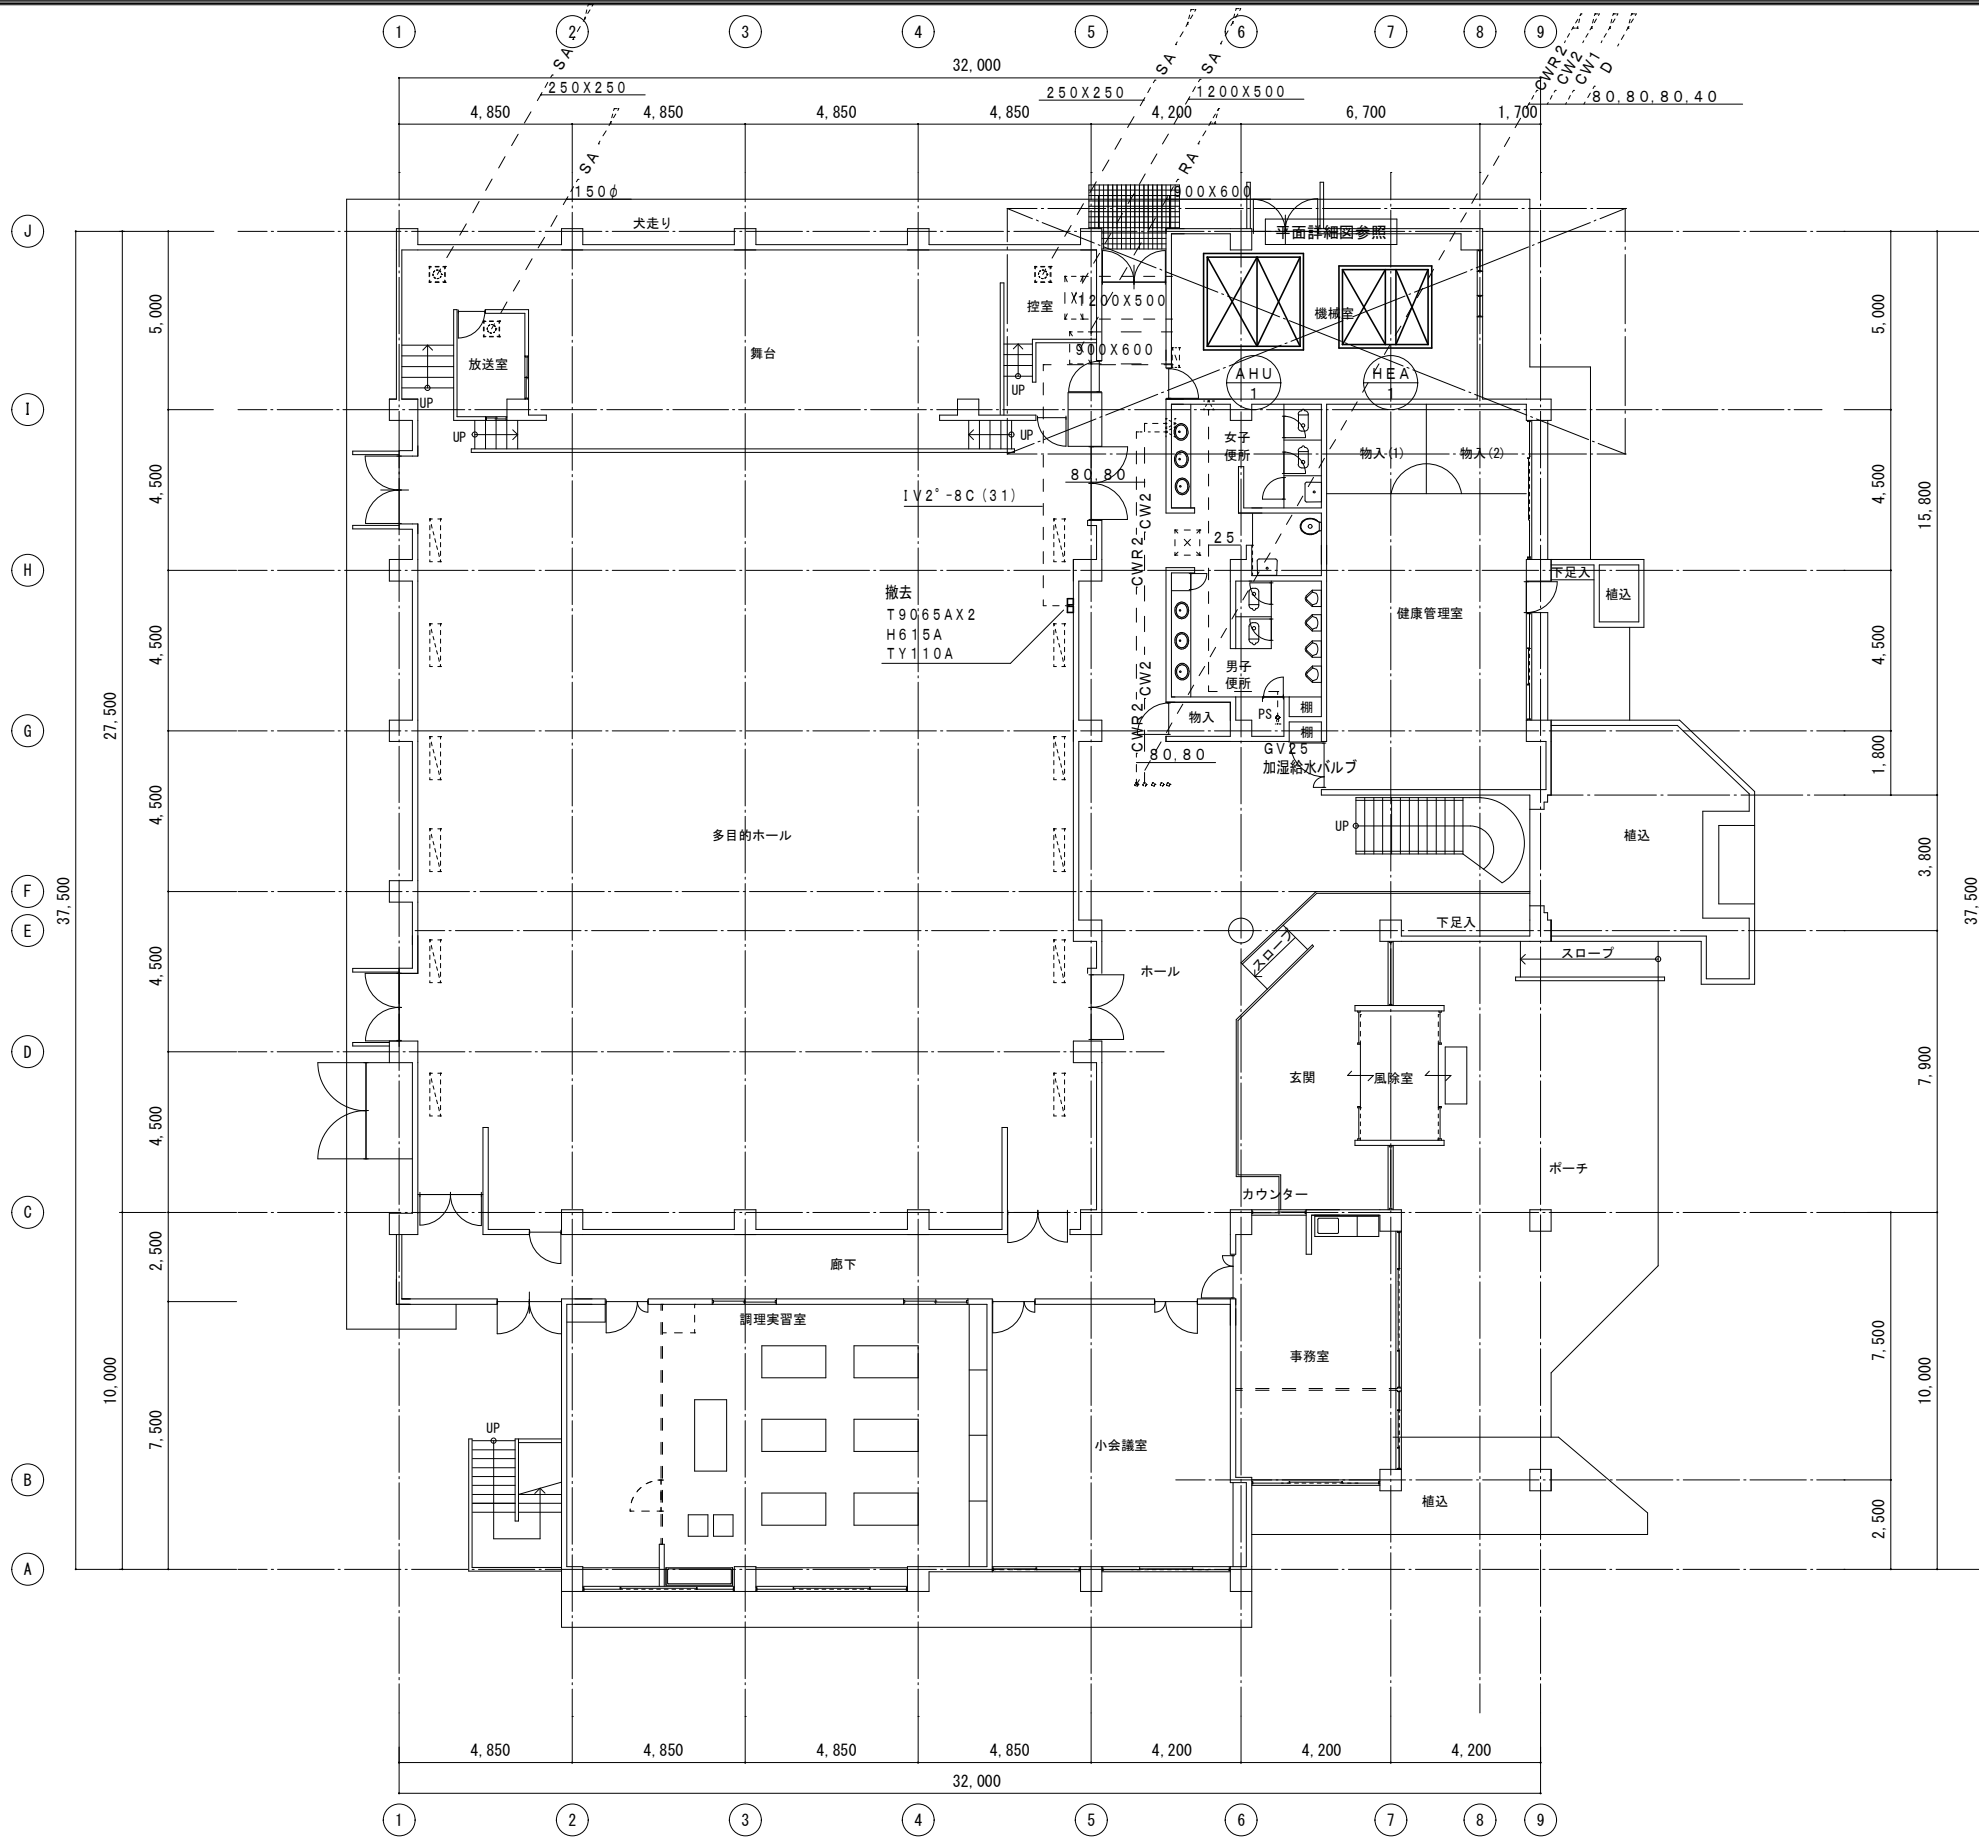 1 2 3 4 5 6 7 8 9
32,000
SA
SA
SA
CWR2
CW2
CW1
D
250X250
250X250
1200X500
80,80,80,40
4,850 4,850 4,850 4,850 4,200 6,700 1,700
SA
RA
150φ
900X600
犬走り
平面詳細図参照
J
控室
1200X500
機械室
5,000
5,000
舞台
900X600
放送室
AHU
1
HEA
1
UP
UP
I
UP
UP
女子
便所
物入(1)
物入(2)
80,80
IV2°-8C(31)
4,500
4,500
15,800
CW2
CWR2
25
H
下足入
植込
撤去
T9065AX2
H615A
TY110A
健康管理室
4,500
4,500
男子
便所
CW2
CWR2
27,500
物入
PS
棚
棚
G
80,80
GV25
加湿給水バルブ
1,800
4,500
UP
多目的ホール
植込
3,800
F
37,500
37,500
E
下足入
スロープ
スロープ
ホール
4,500
D
玄関
風除室
7,900
4,500
ポーチ
カウンター
C
2,500
廊下
調理実習室
事務室
7,500
10,000
10,000
7,500
UP
小会議室
B
植込
2,500
A
4,850 4,850 4,850 4,850 4,200 4,200 4,200
32,000
1 2 3 4 5 6 7 8 9